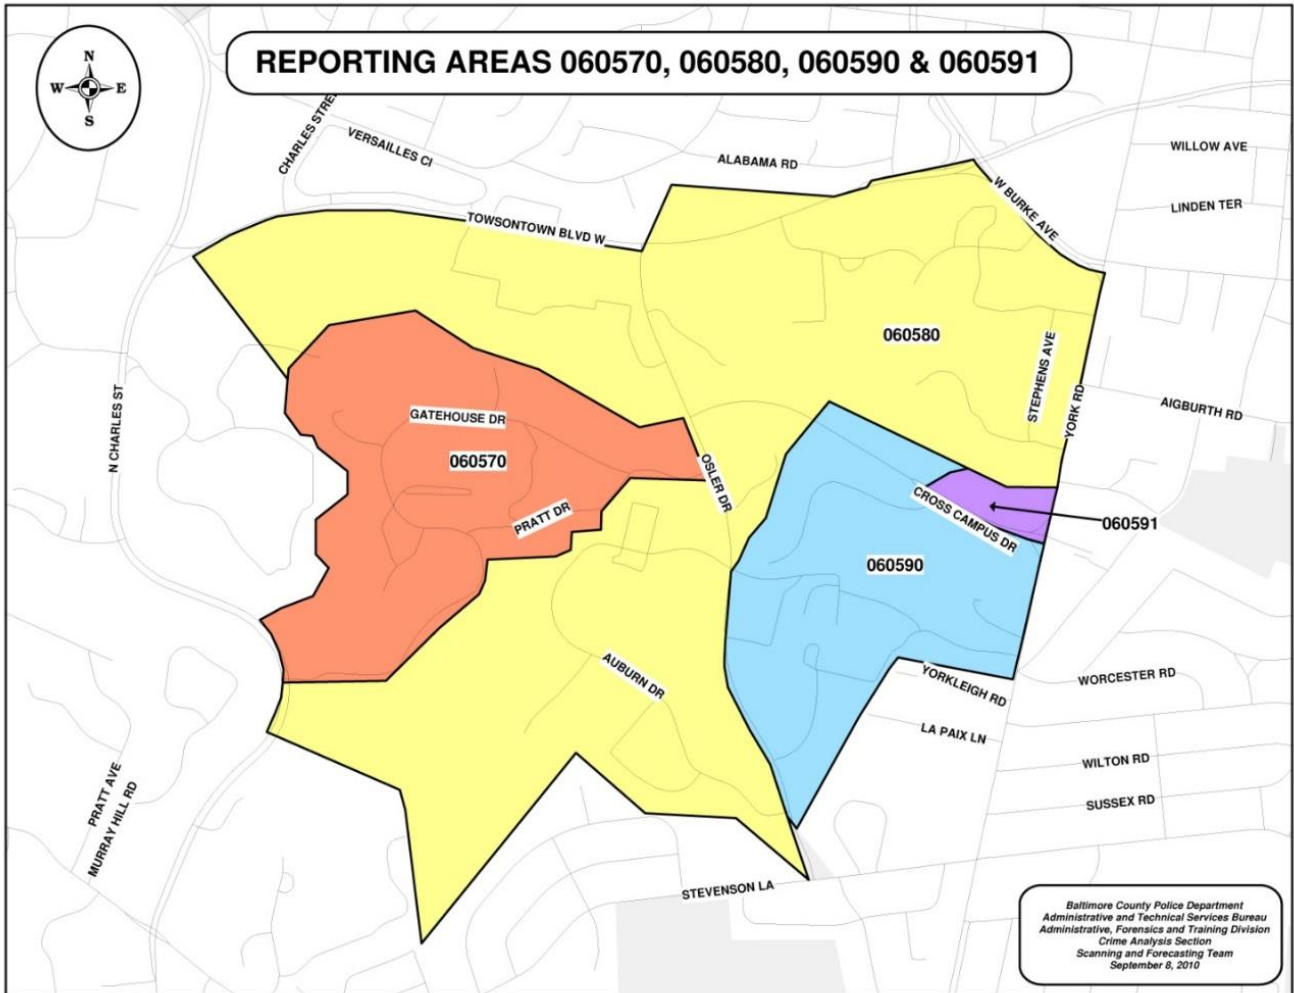 REPORTING AREAS 060570, 060580, 060590 & 060591
N
W E
S
CHARLES STREE
VERSAILLES CI
ALABAMA RD
WILLOW AVE
W BURKE AVE
LINDEN TER
TOWSONTOWN BLVD W
060580
STEPHENS AVE
YORK RD
AIGBURTH RD
N CHARLES ST
GATEHOUSE DR
060570
OSLER DR
PRATT DR
CROSS CAMPUS DR
060591
060590
AUBURN DR
YORKLEIGH RD
WORCESTER RD
LA PAIX LN
WILTON RD
PRATT AVE
MURRAY HILL RD
SUSSEX RD
STEVENSON LA
Baltimore County Police Department
Administrative and Technical Services Bureau
Administrative, Forensics and Training Division
Crime Analysis Section
Scanning and Forecasting Team
September 8, 2010